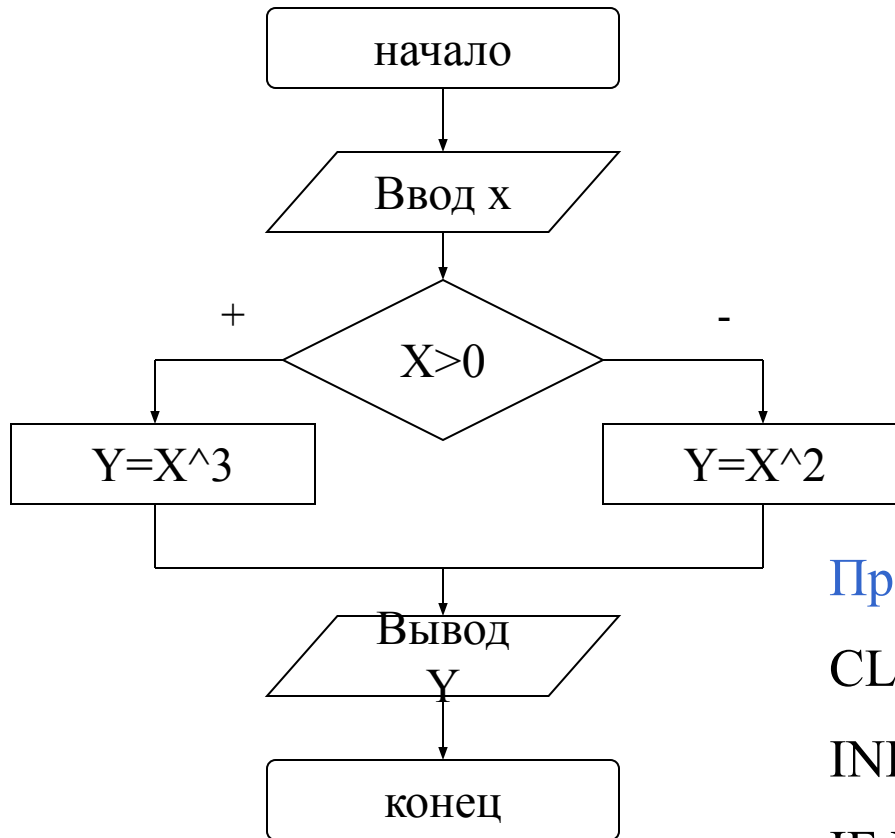 начало
Ввод x
+
-
X>0
Y=X^3
Y=X^2
Вывод
Y
конец